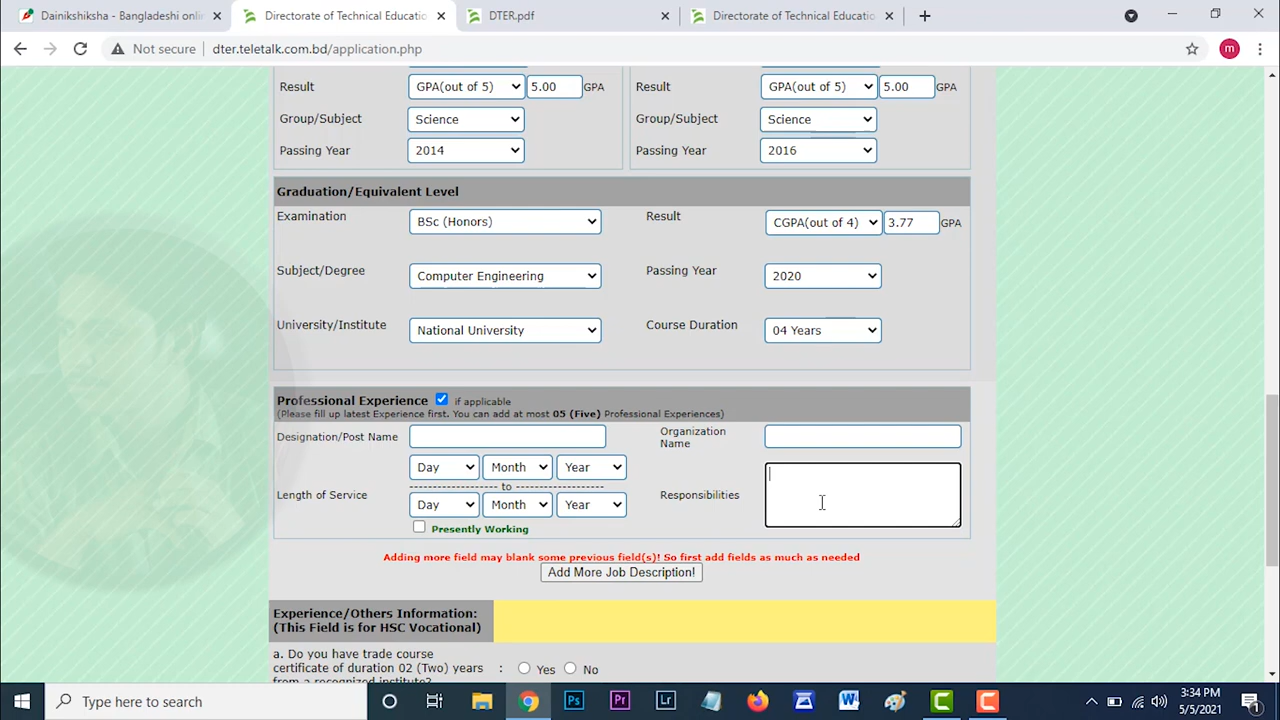 Dainikshiksha - Bangladeshi onlin
Directorate of Technical Educatio
DTER.pdf
Directorate of Technical Educatio
Not secure
dter.teletalk.com.bd/application.php
m
Result
GPA(out of 5)
5.00
GPA
Result
GPA(out of 5)
5.00
GPA
Group/Subject
Science
Group/Subject
Science
Passing Year
2014
Passing Year
2016
Graduation/Equivalent Level
Examination
BSc (Honors)
Result
CGPA(out of 4)
3.77
GPA
Subject/Degree
Computer Engineering
Passing Year
2020
University/Institute
National University
Course Duration
04 Years
Professional Experience
if applicable
(Please fill up latest Experience first. You can add at most 05 (Five) Professional Experiences)
Designation/Post Name
Organization
Name
Day
Month
Year
------------------- to -------------------
Length of Service
Day
Month
Year
Responsibilities
Presently Working
Adding more field may blank some previous field(s)! So first add fields as much as needed
Add More Job Description!
Experience/Others Information:
(This Field is for HSC Vocational)
a. Do you have trade course
certificate of duration 02 (Two) years
from a recognized institute?
:
Yes
No
Type here to search
Ps
Pr
Lr
W
3:34 PM
5/5/2021
1